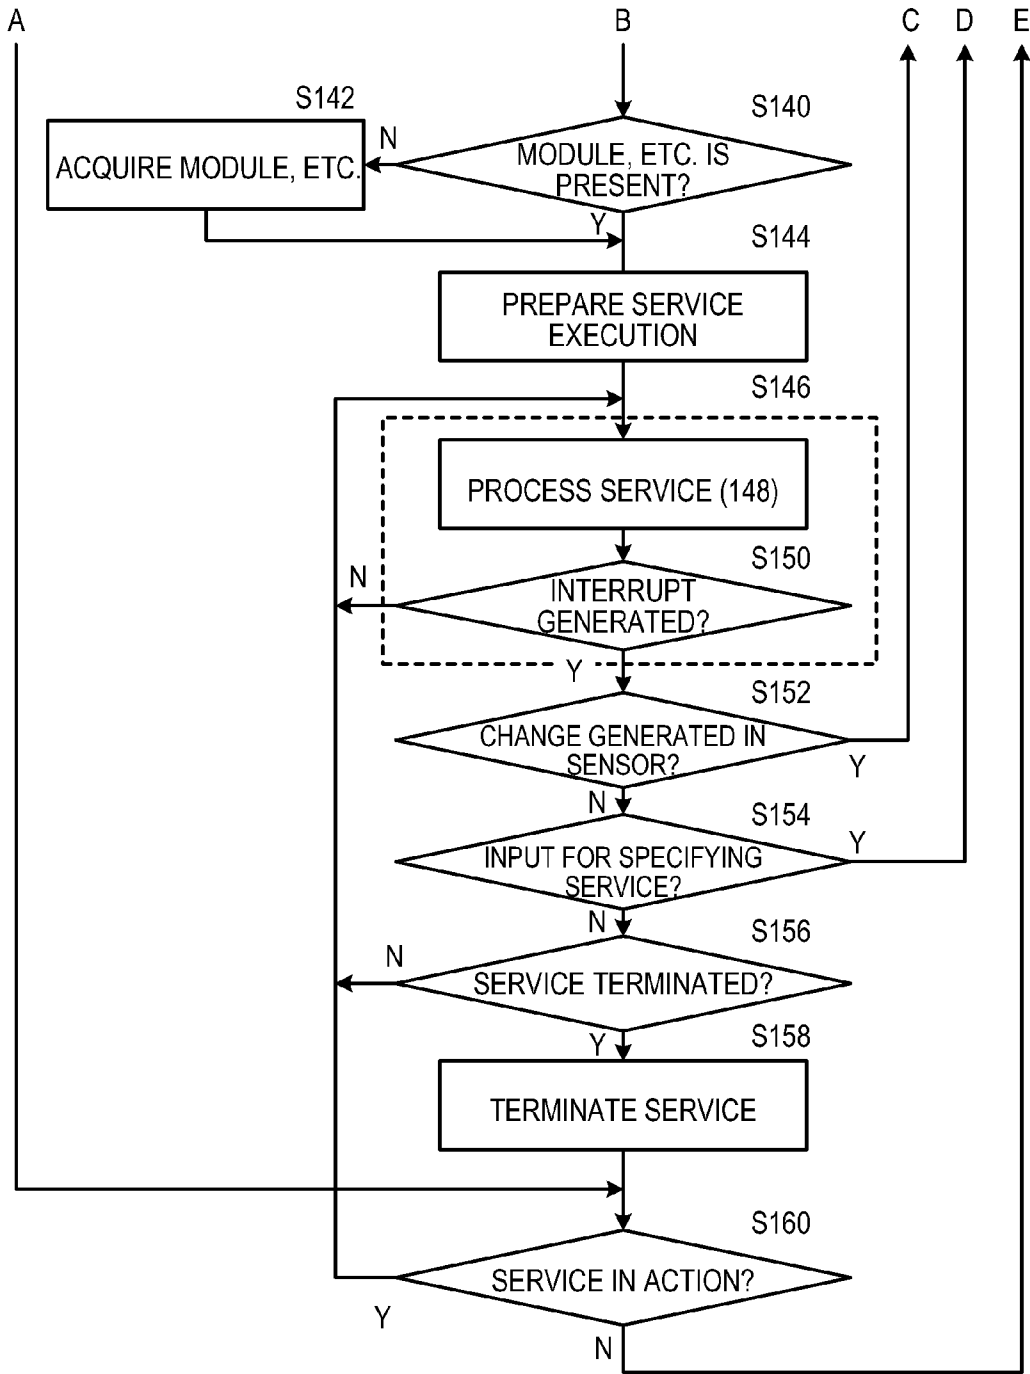 A
B
C
D
E
S142
S140
ACQUIRE MODULE, ETC.
N
MODULE, ETC. IS
PRESENT?
Y
S144
PREPARE SERVICE
EXECUTION
S146
PROCESS SERVICE (148)
S150
N
INTERRUPT
GENERATED?
Y
S152
CHANGE GENERATED IN
SENSOR?
Y
N
S154
Y
INPUT FOR SPECIFYING
SERVICE?
N
S156
N
SERVICE TERMINATED?
Y
S158
TERMINATE SERVICE
S160
SERVICE IN ACTION?
Y
N